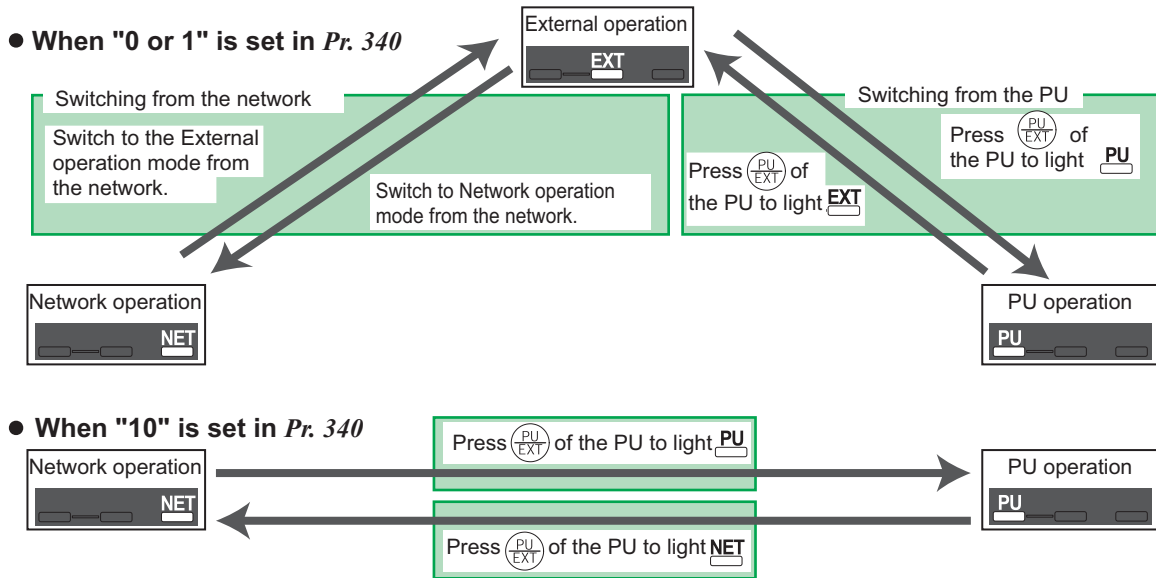 External operation
EXT
● When "0 or 1" is set in Pr. 340
Switching from the network
Switch to the External
operation mode from
the network.
Switch to Network operation
mode from the network.
Switching from the PU
Press PU/EXT of
the PU to light PU
Press PU/EXT of
the PU to light EXT
Network operation
NET
PU operation
PU
● When "10" is set in Pr. 340
Network operation
NET
Press PU/EXT of the PU to light PU
Press PU/EXT of the PU to light NET
PU operation
PU